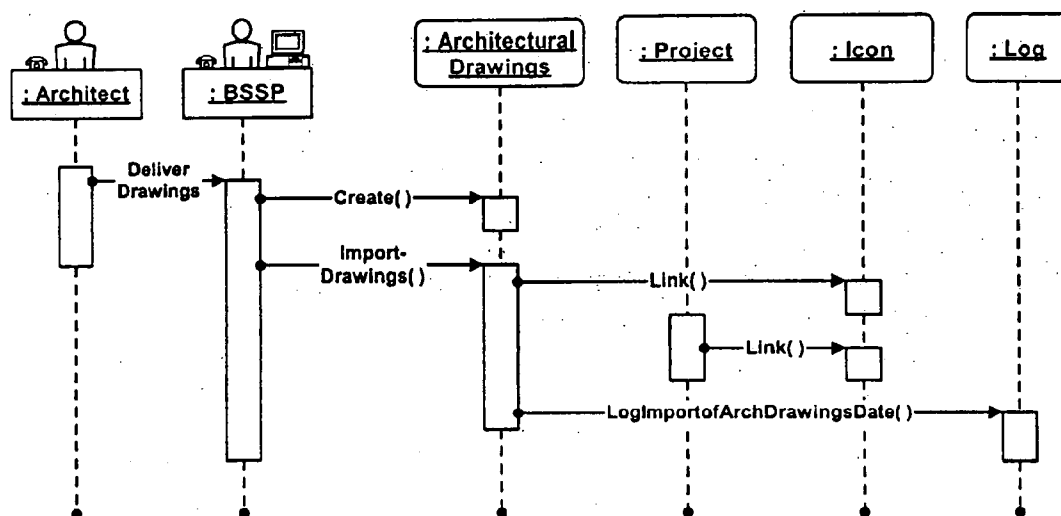 : Architect
: BSSP
: Architectural
Drawings
: Project
: Icon
: Log
Deliver
Drawings
Create( )
Import-
Drawings( )
Link( )
Link( )
LogImportofArchDrawingsDate( )